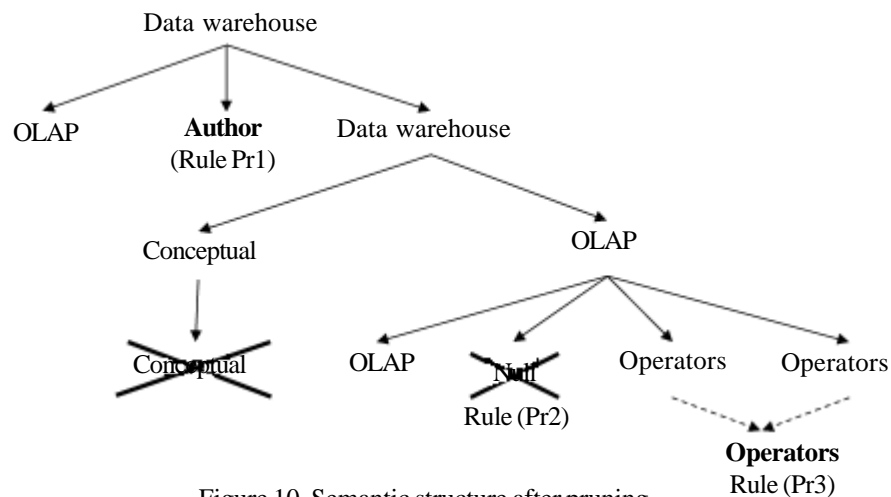 Data warehouse
OLAP
Author
Data warehouse
(Rule Pr1)
Conceptual
OLAP
Conceptual
OLAP
Null
Operators
Operators
Rule (Pr2)
Operators
Rule (Pr3)
Figure 10. Semantic structure after pruning